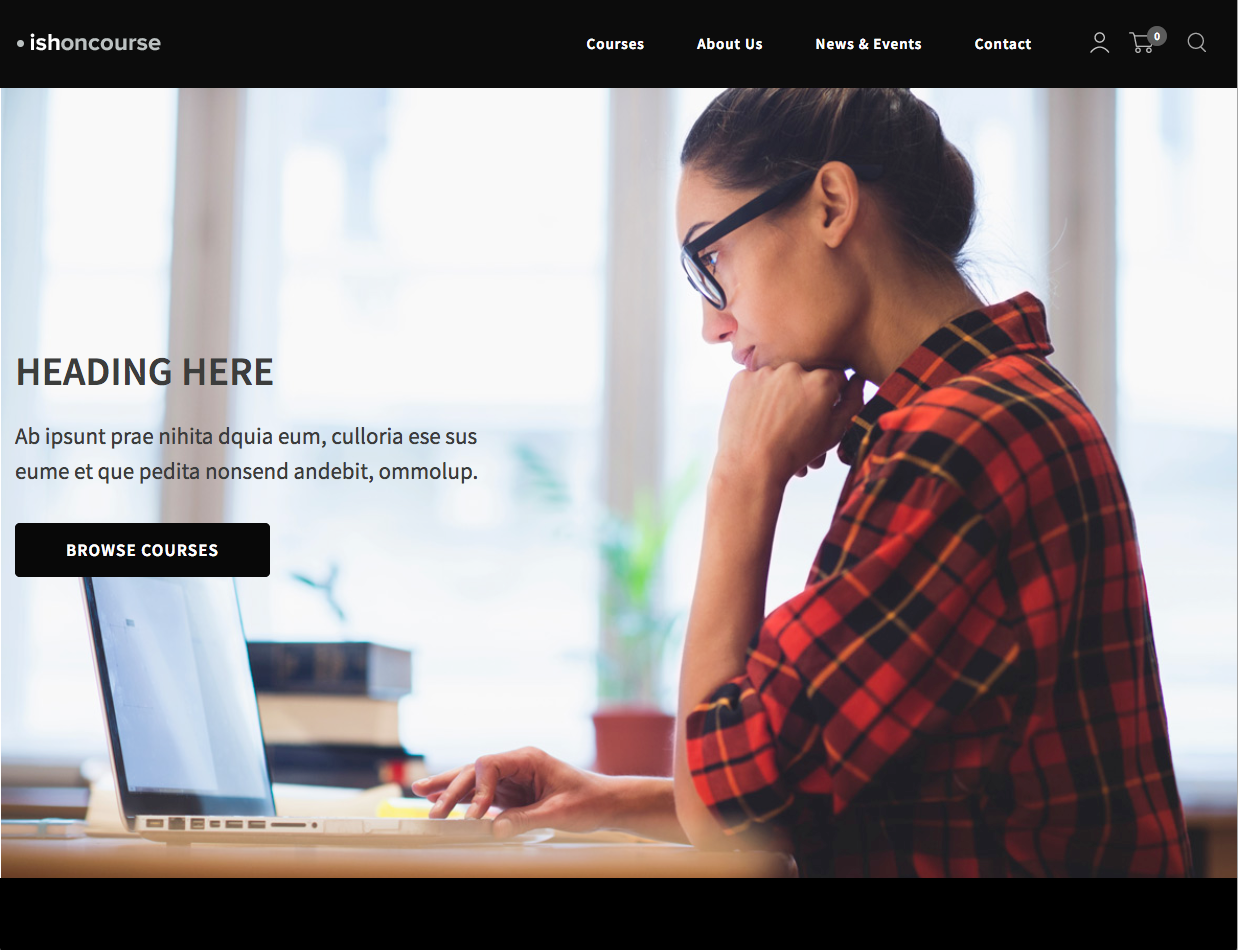 ishoncourse
Courses About Us News & Events Contact 0
HEADING HERE
Ab ipsunt prae nihita dquia eum, culloria ese sus
eume et que pedita nonsend andebit, ommolup.
BROWSE COURSES